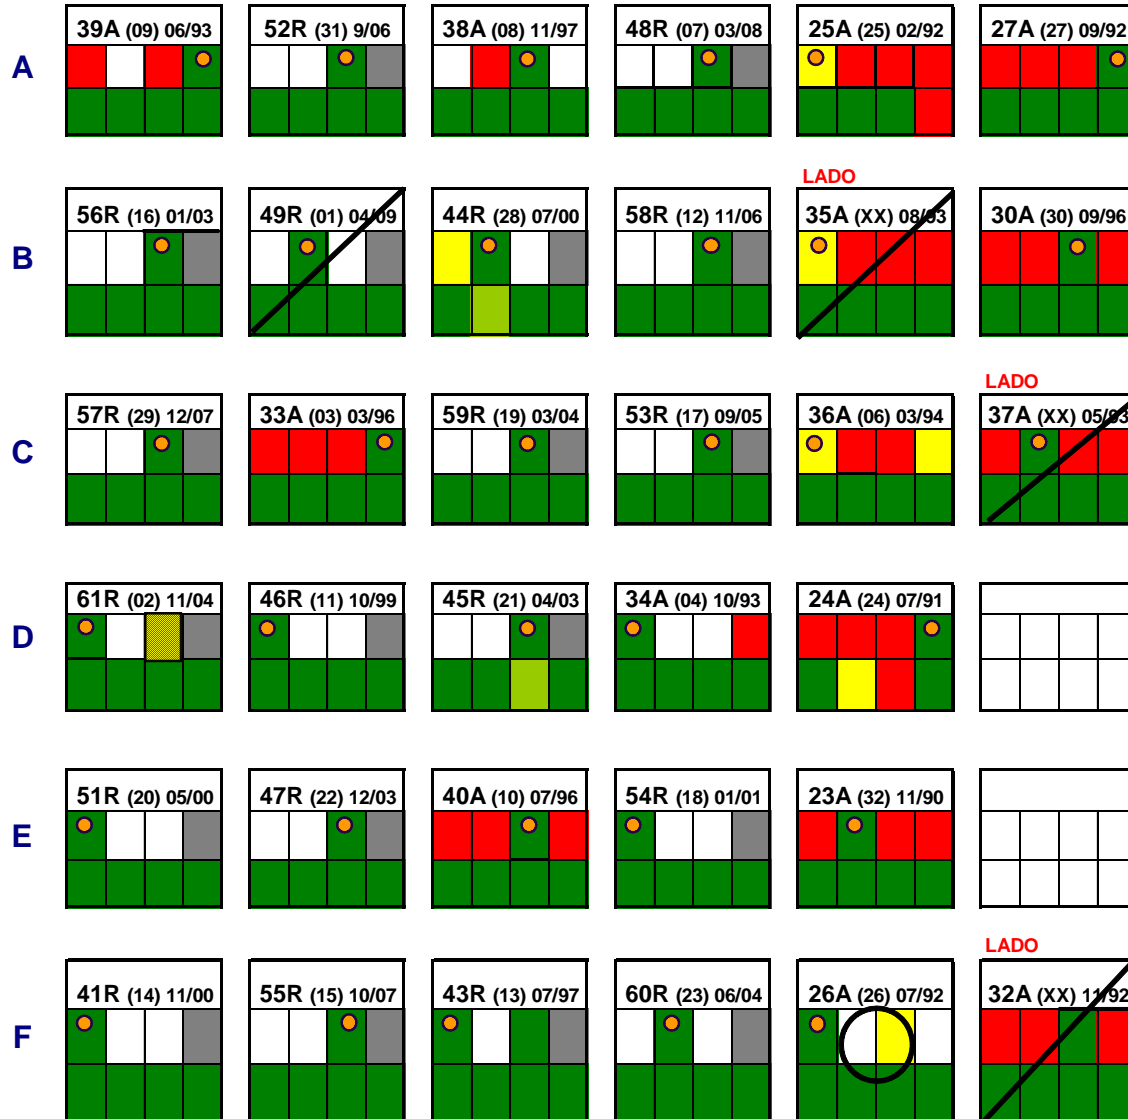 39A (09) 06/93
52R (31) 9/06
38A (08) 11/97
48R (07) 03/08
25A (25) 02/92
27A (27) 09/92
A
LADO
56R (16) 01/03
49R (01) 04/09
44R (28) 07/00
58R (12) 11/06
35A (XX) 08/93
30A (30) 09/96
B
LADO
57R (29) 12/07
33A (03) 03/96
59R (19) 03/04
53R (17) 09/05
36A (06) 03/94
37A (XX) 05/93
C
61R (02) 11/04
46R (11) 10/99
45R (21) 04/03
34A (04) 10/93
24A (24) 07/91
D
51R (20) 05/00
47R (22) 12/03
40A (10) 07/96
54R (18) 01/01
23A (32) 11/90
E
LADO
41R (14) 11/00
55R (15) 10/07
43R (13) 07/97
60R (23) 06/04
26A (26) 07/92
32A (XX) 11/92
F